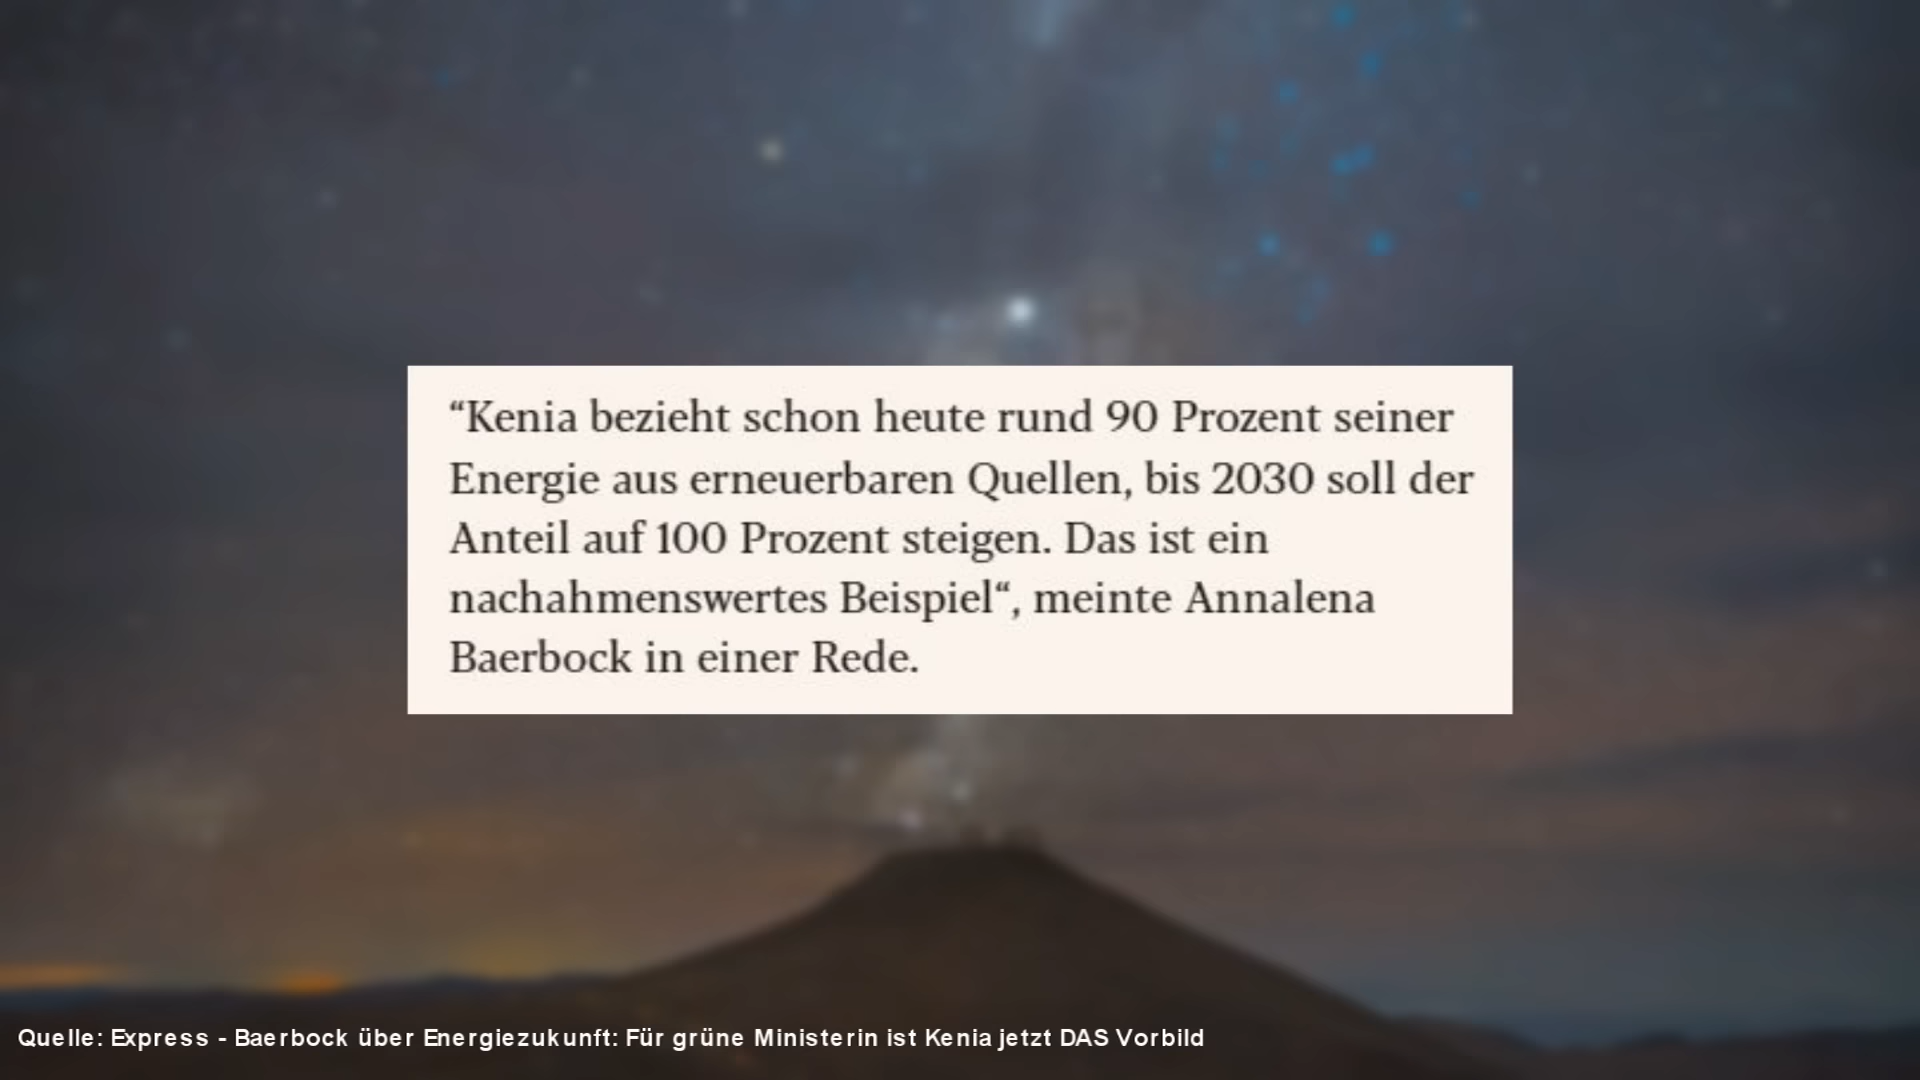 “Kenia bezieht schon heute rund 90 Prozent seiner
Energie aus erneuerbaren Quellen, bis 2030 soll der
Anteil auf 100 Prozent steigen. Das ist ein
nachahmenswertes Beispiel“, meinte Annalena
Baerbock in einer Rede.
Quelle: Express - Baerbock über Energiezukunft: Für grüne Ministerin ist Kenia jetzt DAS Vorbild